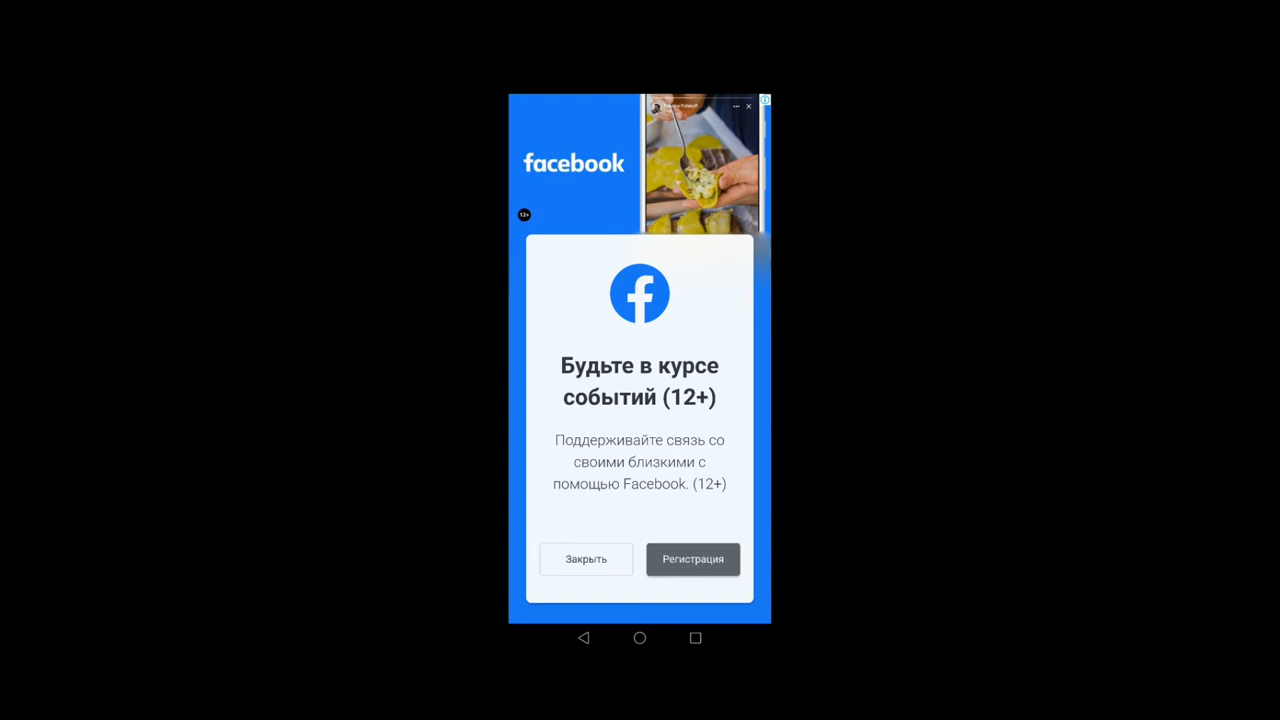 facebook
12+
Будьте в курсе
событий (12+)
Поддерживайте связь со
своими близкими с
помощью Facebook. (12+)
Закрыть
Регистрация